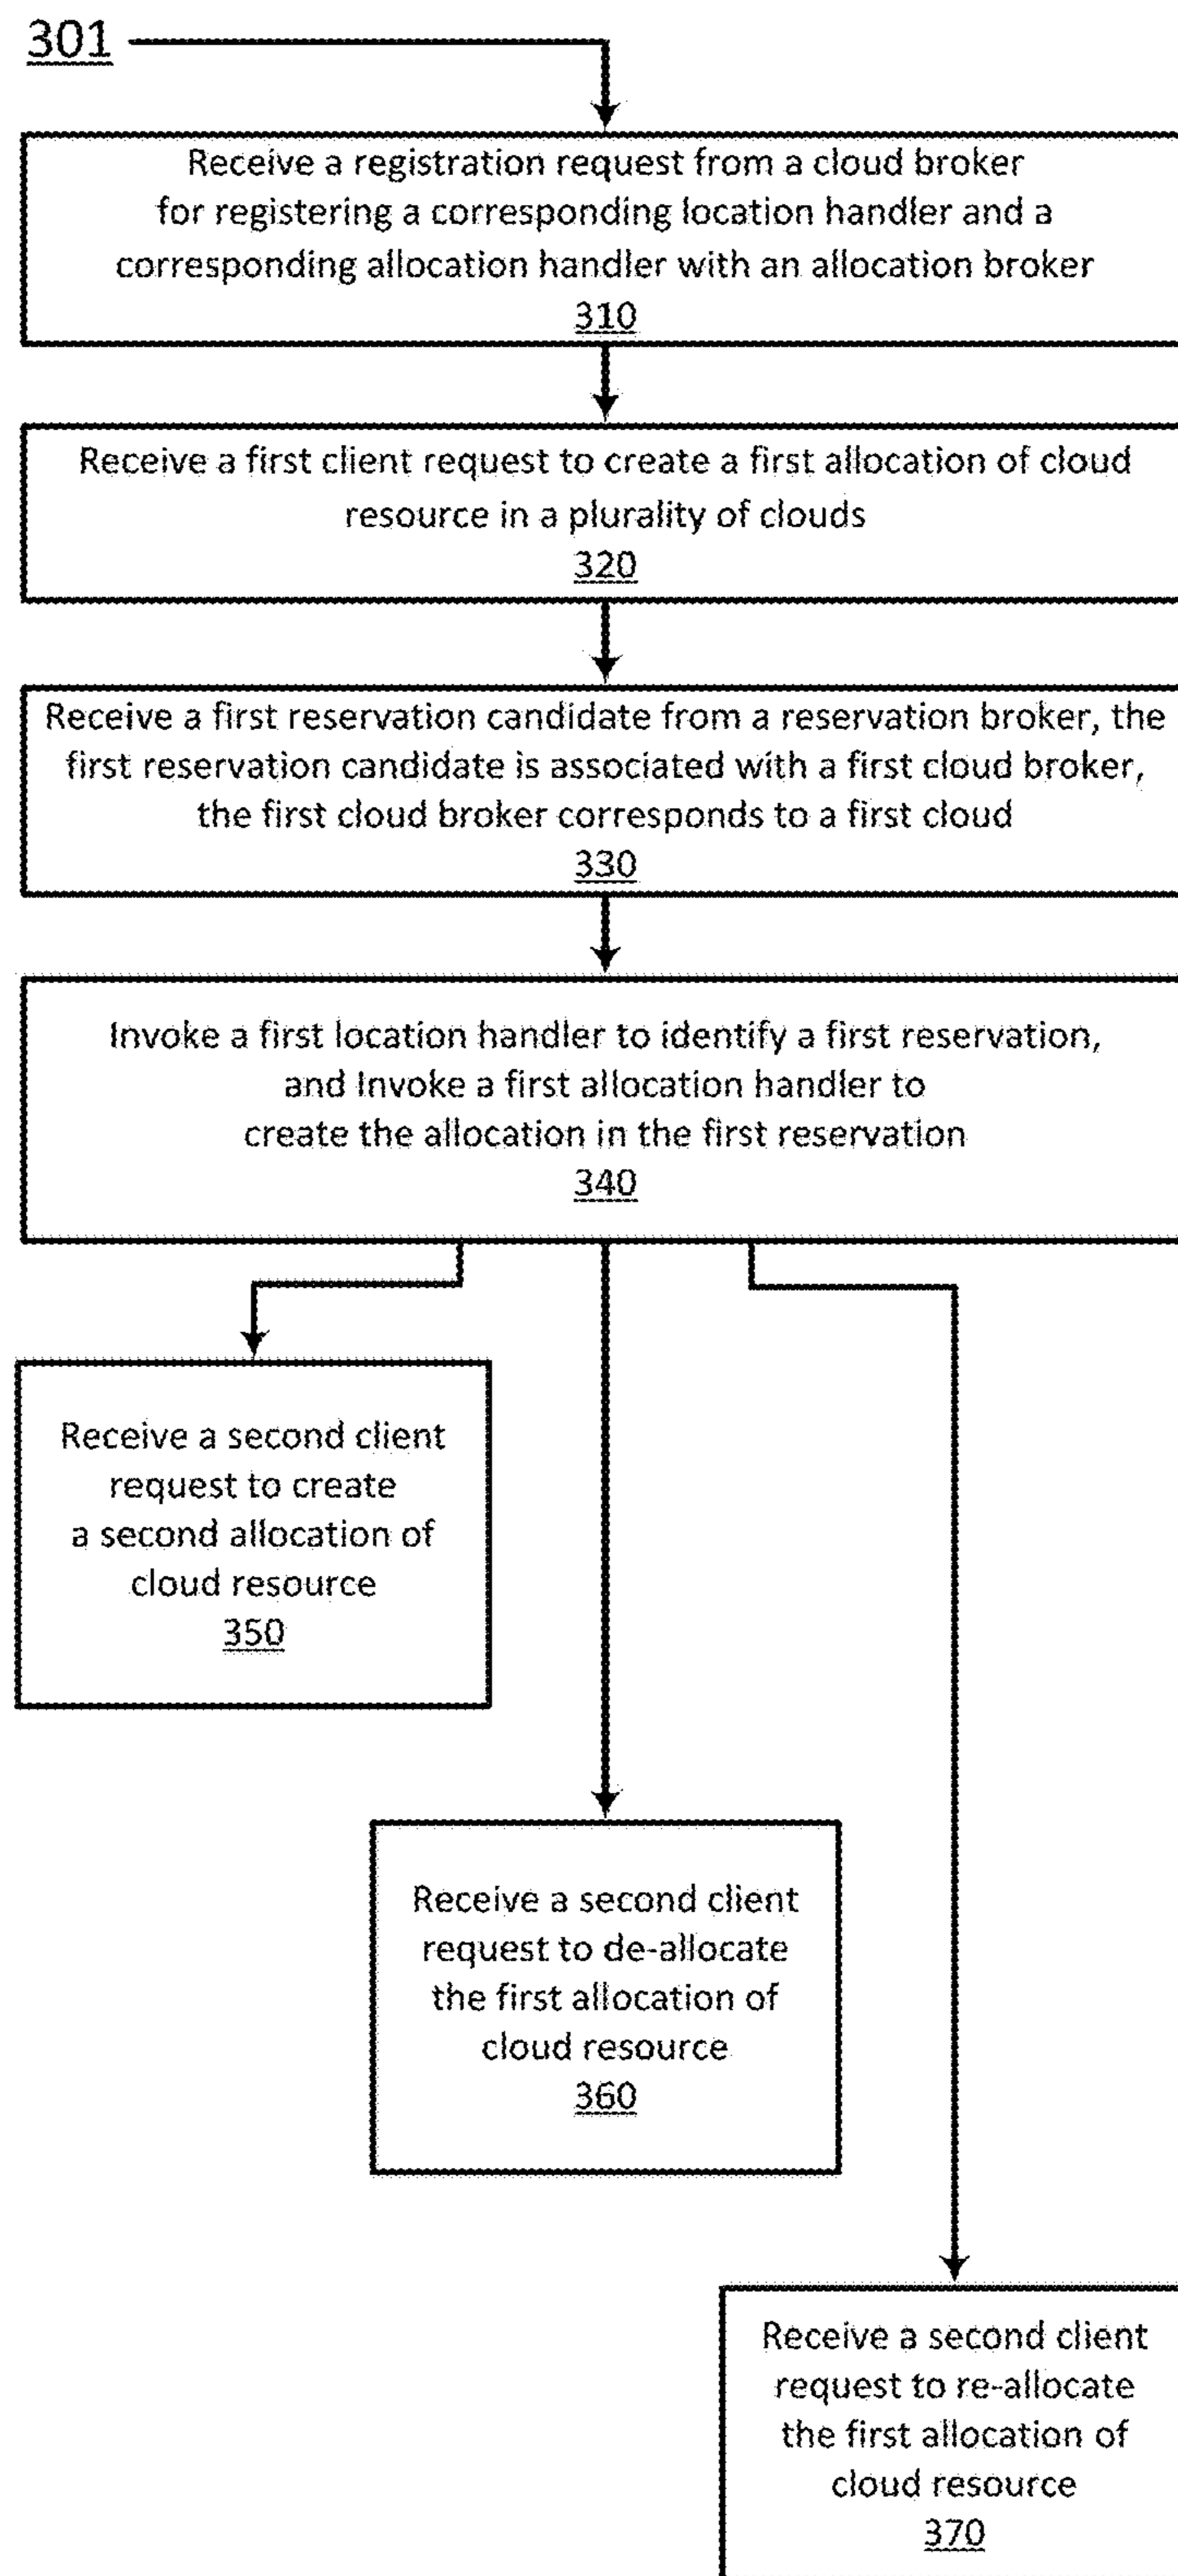 301
Receive a registration request from a cloud broker
for registering a corresponding location handler and a
corresponding allocation handler with an allocation broker
310
Receive a first client request to create a first allocation of cloud
resource in a plurality of clouds
320
Receive a first reservation candidate from a reservation broker, the
first reservation candidate is associated with a first cloud broker,
the first cloud broker corresponds to a first cloud
330
Invoke a first location handler to identify a first reservation,
and Invoke a first allocation handler to
create the allocation in the first reservation
340
Receive a second client
request to create
a second allocation of
cloud resource
350
Receive a second client
request to de-allocate
the first allocation of
cloud resource
360
Receive a second client
request to re-allocate
the first allocation of
cloud resource
370